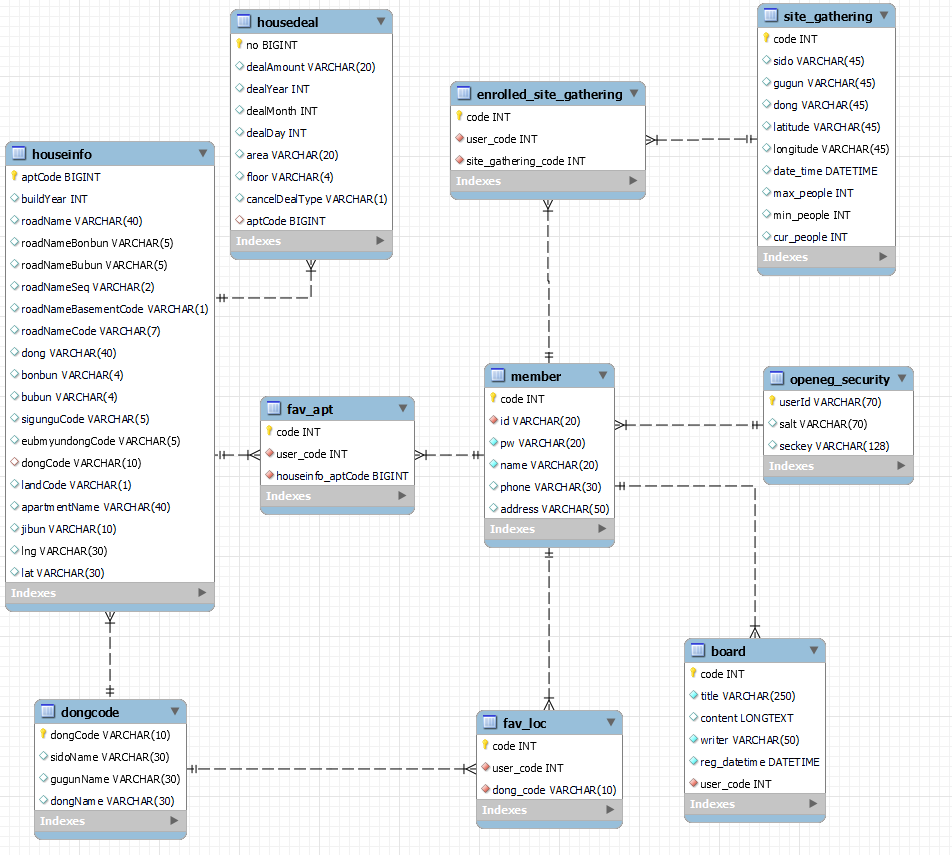 housedeal
no BIGINT
dealAmount VARCHAR(20)
dealYear INT
dealMonth INT
dealDay INT
area VARCHAR(20)
floor VARCHAR(4)
cancelDealType VARCHAR(1)
aptCode BIGINT
Indexes
site_gathering
code INT
sido VARCHAR(45)
gugun VARCHAR(45)
dong VARCHAR(45)
latitude VARCHAR(45)
longitude VARCHAR(45)
date_time DATETIME
max_people INT
min_people INT
cur_people INT
Indexes
enrolled_site_gathering
code INT
user_code INT
site_gathering_code INT
Indexes
houseinfo
aptCode BIGINT
buildYear INT
roadName VARCHAR(40)
roadNameBonbun VARCHAR(5)
roadNameBubun VARCHAR(5)
roadNameSeq VARCHAR(2)
roadNameBasementCode VARCHAR(1)
roadNameCode VARCHAR(7)
dong VARCHAR(40)
bonbun VARCHAR(4)
bubun VARCHAR(4)
sigunguCode VARCHAR(5)
eubmyundongCode VARCHAR(5)
dongCode VARCHAR(10)
landCode VARCHAR(1)
apartmentName VARCHAR(40)
jibun VARCHAR(10)
lng VARCHAR(30)
lat VARCHAR(30)
Indexes
fav_apt
code INT
user_code INT
houseinfo_aptCode BIGINT
Indexes
member
code INT
id VARCHAR(20)
pw VARCHAR(20)
name VARCHAR(20)
phone VARCHAR(30)
address VARCHAR(50)
Indexes
openeg_security
userId VARCHAR(70)
salt VARCHAR(70)
seckey VARCHAR(128)
Indexes
board
code INT
title VARCHAR(250)
content LONGTEXT
writer VARCHAR(50)
reg_datetime DATETIME
user_code INT
Indexes
dongcode
dongCode VARCHAR(10)
sidoName VARCHAR(30)
gugunName VARCHAR(30)
dongName VARCHAR(30)
Indexes
fav_loc
code INT
user_code INT
dong_code VARCHAR(10)
Indexes